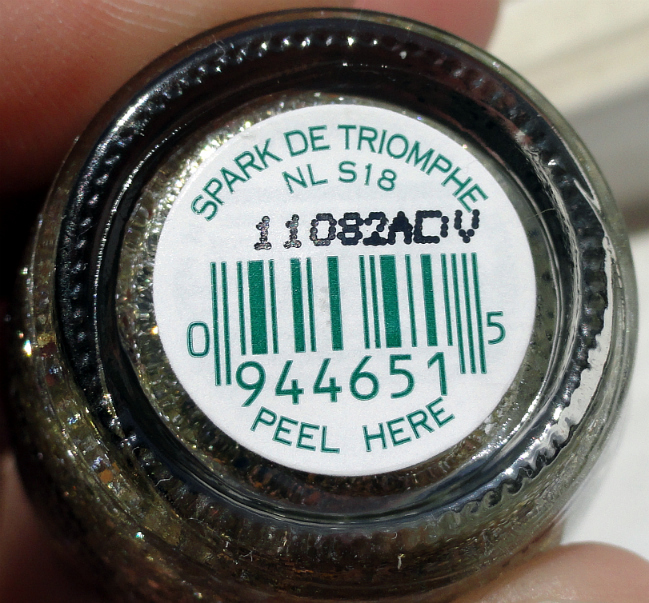 SPARK DE TRIOMPHE
NL S18
11082ADV
0 944651 5
PEEL HERE